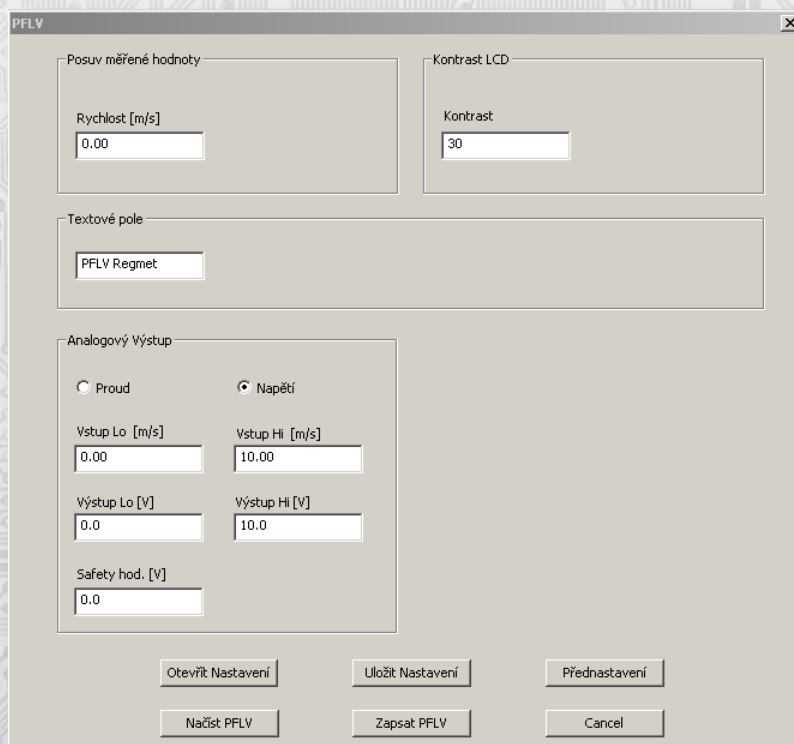 PFLV
Posuv měřené hodnoty
Rychlost [m/s]
0.00
Kontrast LCD
Kontrast
30
Textové pole
PFLV Regmet
Analogový Výstup
Proud Napětí
Vstup Lo [m/s] Vstup Hi [m/s]
0.00 10.00
Výstup Lo [V] Výstup Hi [V]
0.0 10.0
Safety hod. [V]
0.0
Otevřít Nastavení Uložit Nastavení Přednastavení
Načíst PFLV Zapsat PFLV Cancel